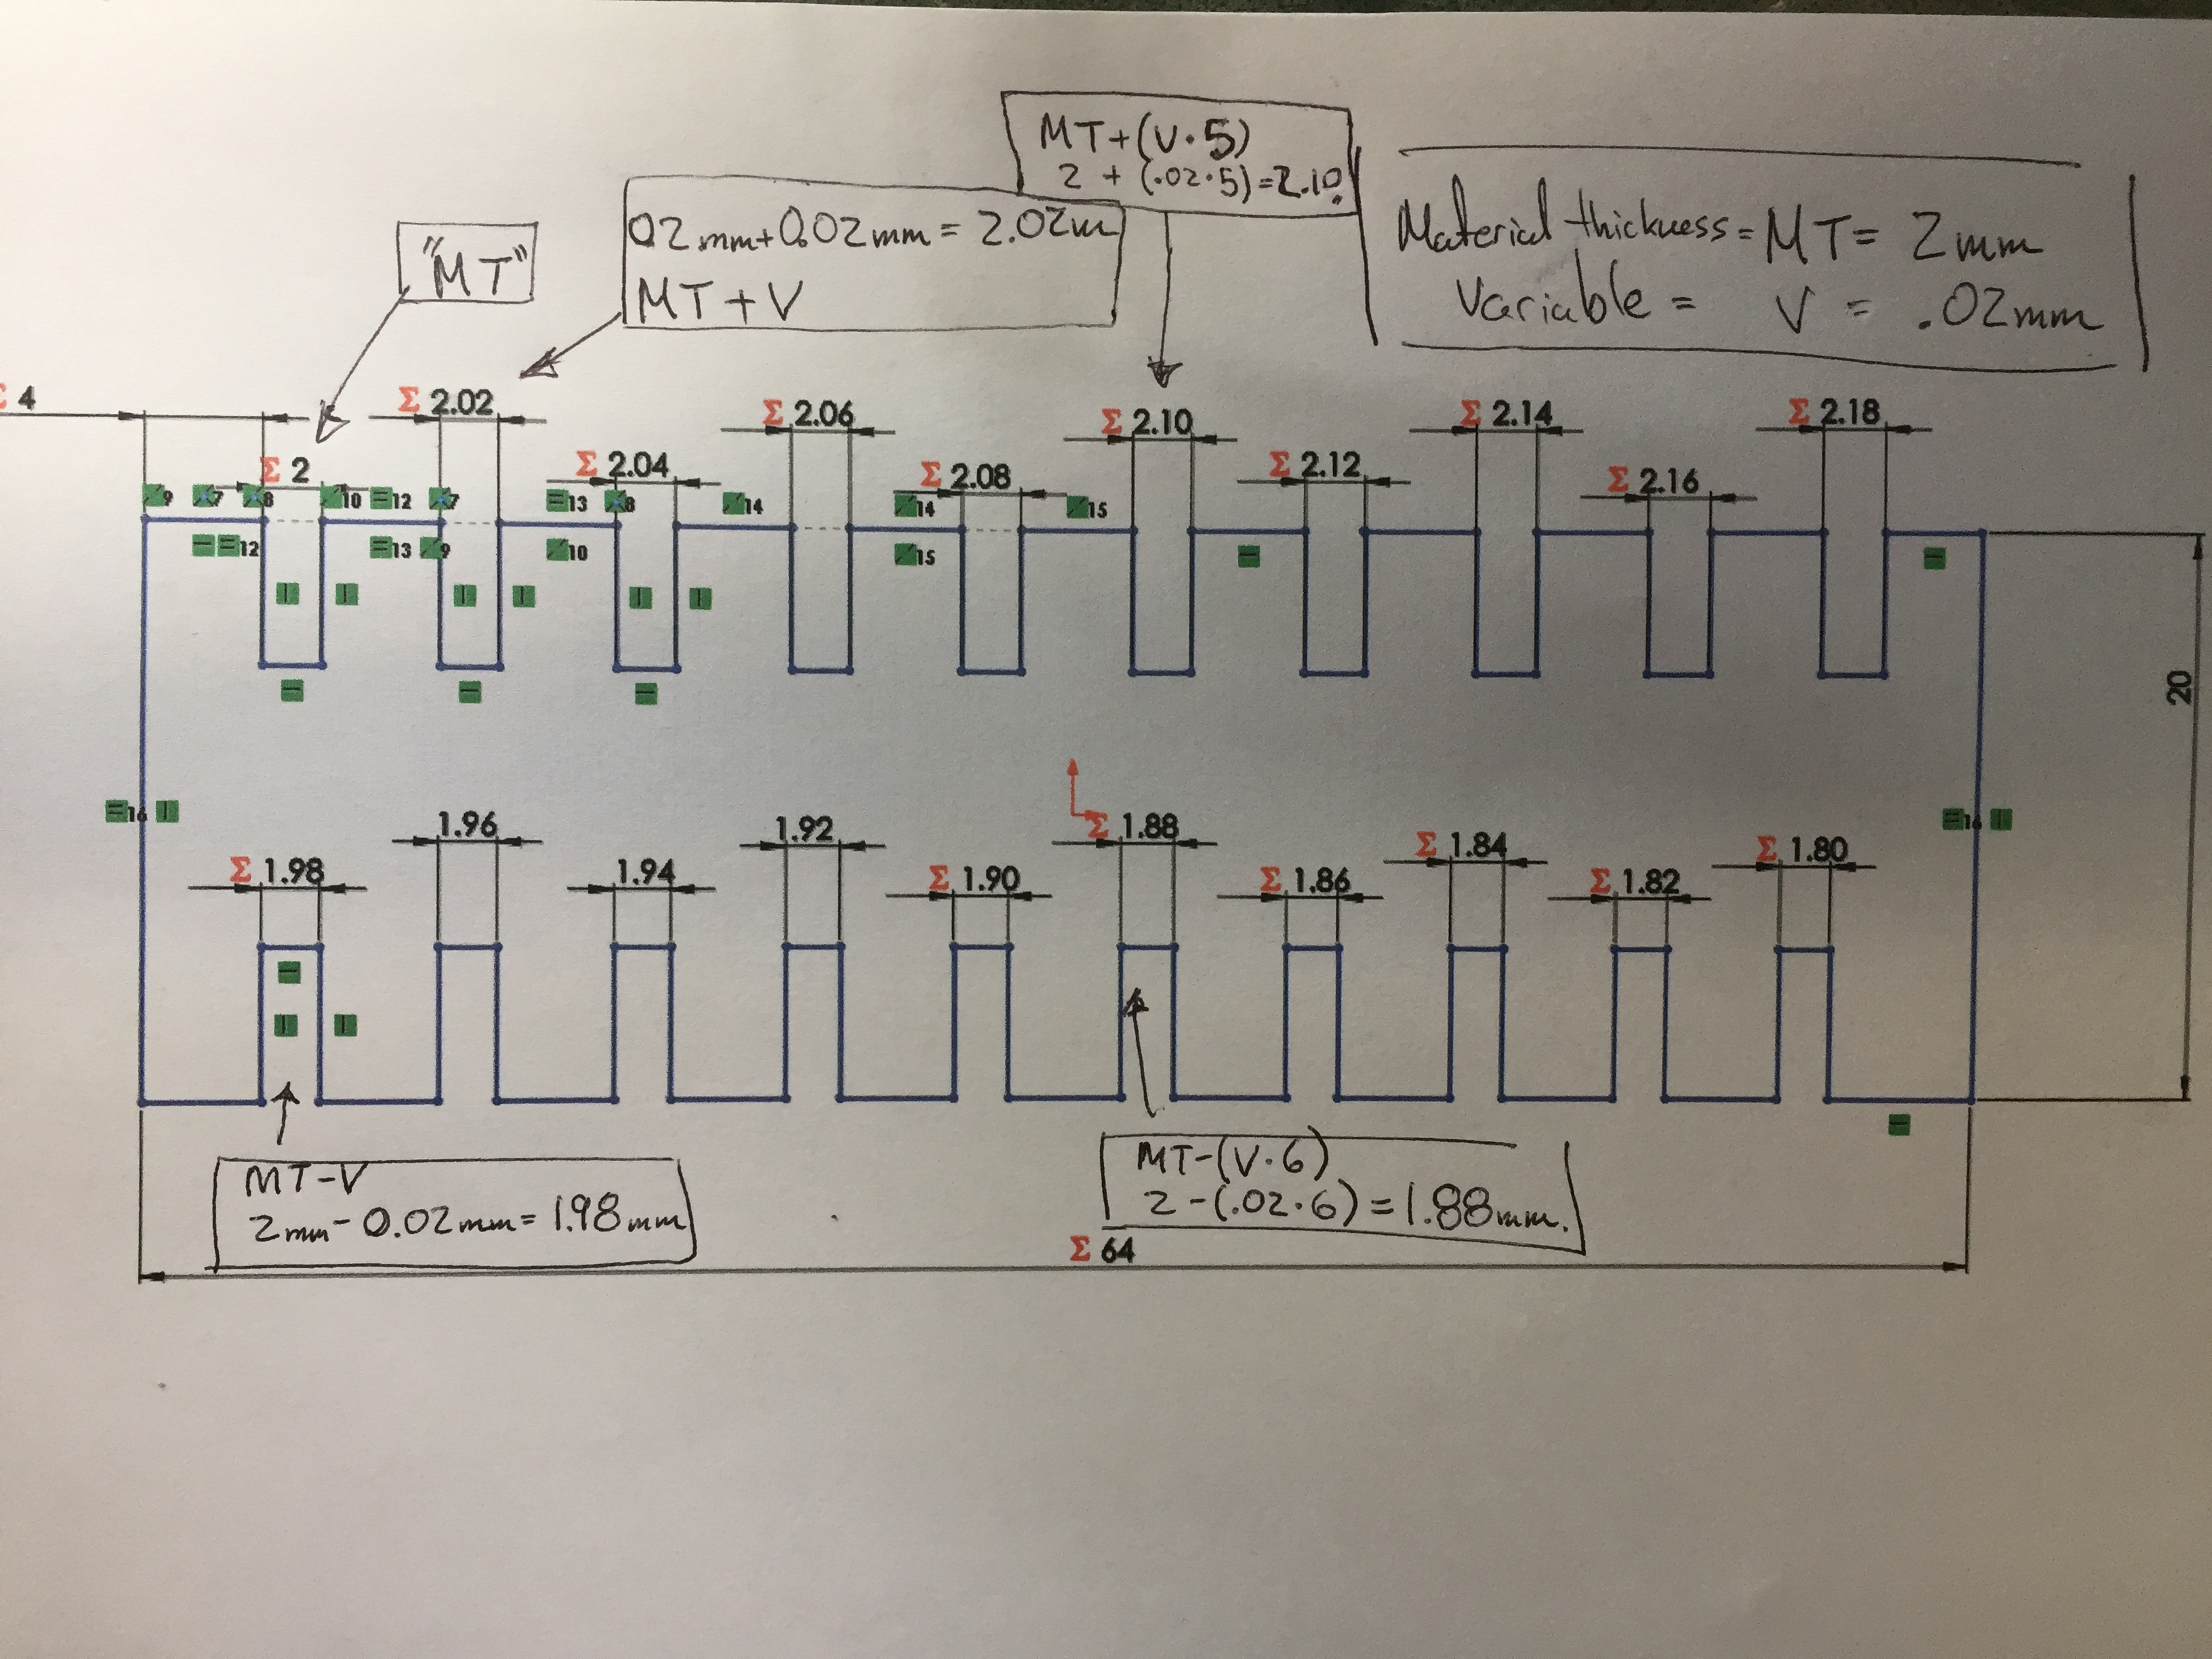 MT+(V·5)
2 + (.02·5)=2.10
02mm+0.02mm = 2.02m
MT+V
"MT"
Material thickness = MT = 2mm
Variable = V = .02mm
4
Σ 2.02
Σ 2.06
Σ 2.10
Σ 2.14
Σ 2.18
Σ 2
Σ 2.04
Σ 2.08
Σ 2.12
Σ 2.16
9 7 8 10 12 7 13 8 14 14 15
12 13 9 10 15
20
16 16
1.96
1.92
Σ 1.88
Σ 1.84
Σ 1.80
Σ 1.98
1.94
Σ 1.90
Σ 1.86
Σ 1.82
MT-V
2mm-0.02mm=1.98mm
MT-(V·6)
2-(.02·6)=1.88mm.
Σ 64